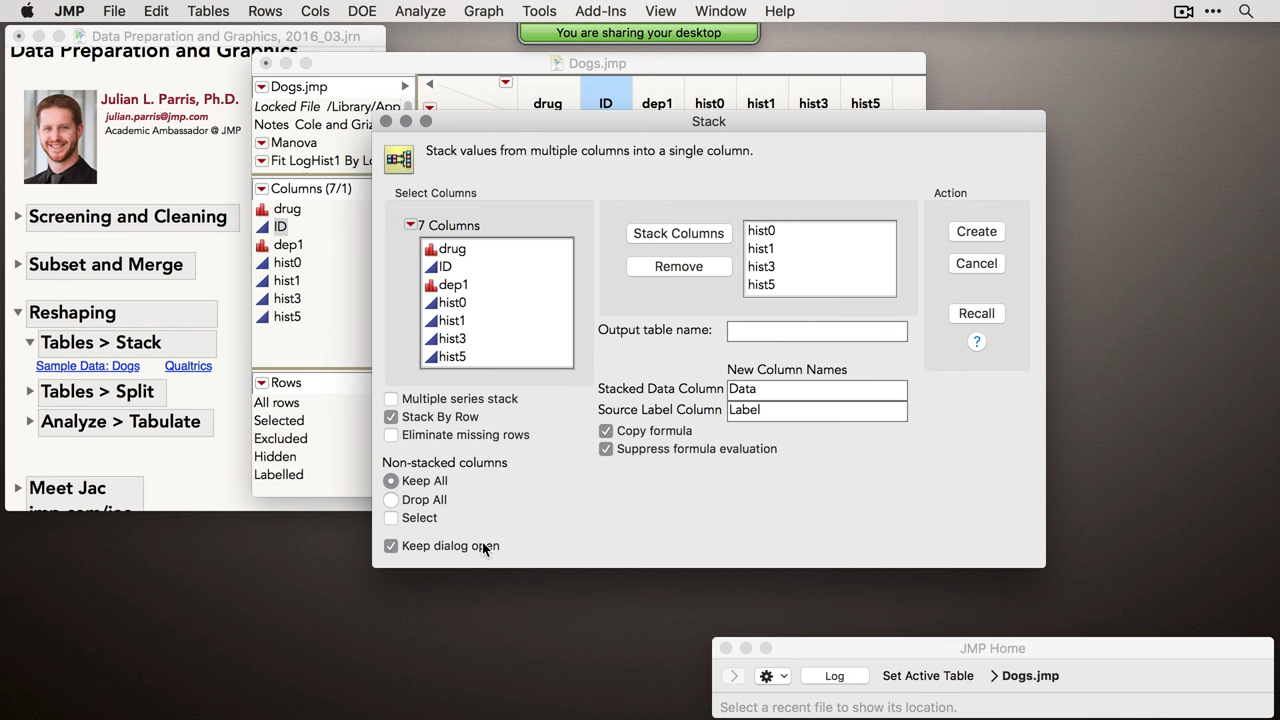 JMP File Edit Tables Rows Cols DOE Analyze Graph Tools Add-Ins View Window Help
You are sharing your desktop
Data Preparation and Graphics, 2016_03.jrn
Data Preparation and Graphics
Julian L. Parris, Ph.D.
julian.parris@jmp.com
Academic Ambassador @ JMP
Screening and Cleaning
Subset and Merge
Reshaping
Tables > Stack
Sample Data: Dogs Qualtrics
Tables > Split
Analyze > Tabulate
Meet Jac
Dogs.jmp
Dogs.jmp
Locked File /Library/App
Notes Cole and Griz
Manova
Fit LogHist1 By Lo
Columns (7/1)
drug
ID
dep1
hist0
hist1
hist3
hist5
Rows
All rows
Selected
Excluded
Hidden
Labelled
drug ID dep1 hist0 hist1 hist3 hist5
Stack
Stack values from multiple columns into a single column.
Select Columns
7 Columns
drug
ID
dep1
hist0
hist1
hist3
hist5
Multiple series stack
Stack By Row
Eliminate missing rows
Non-stacked columns
Keep All
Drop All
Select
Keep dialog open
Stack Columns
Remove
hist0
hist1
hist3
hist5
Output table name:
New Column Names
Stacked Data Column Data
Source Label Column Label
Copy formula
Suppress formula evaluation
Action
Create
Cancel
Recall
?
JMP Home
Log Set Active Table Dogs.jmp
Select a recent file to show its location.